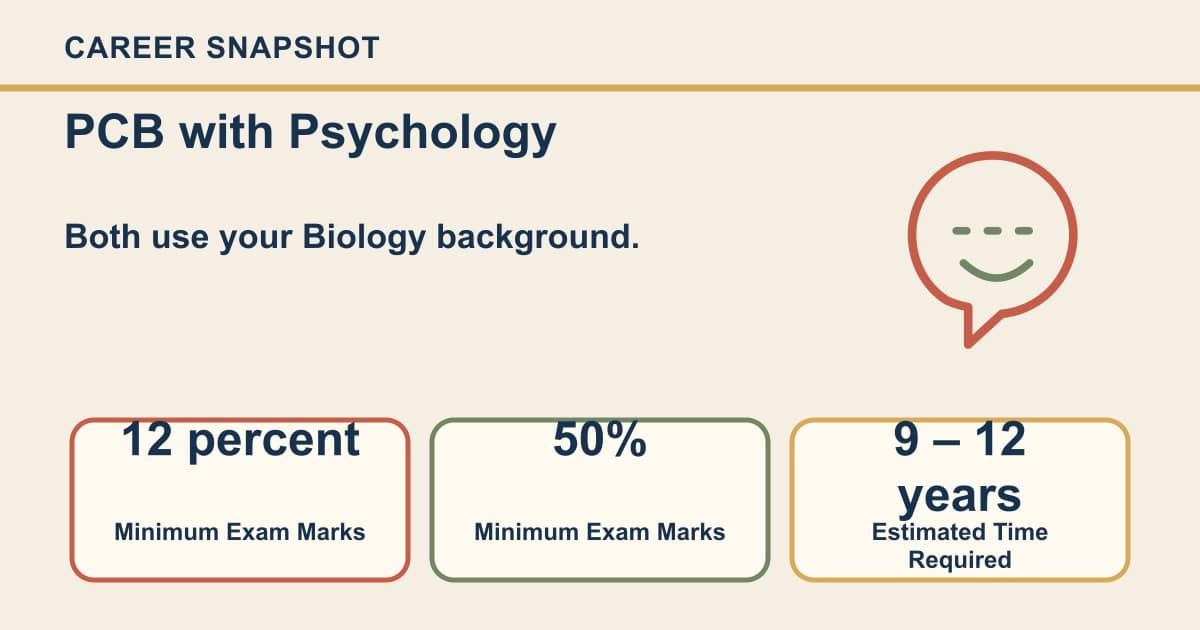 CAREER SNAPSHOT
PCB with Psychology
Both use your Biology background.
12 percent
Minimum Exam Marks
50%
Minimum Exam Marks
9 – 12
years
Estimated Time
Required